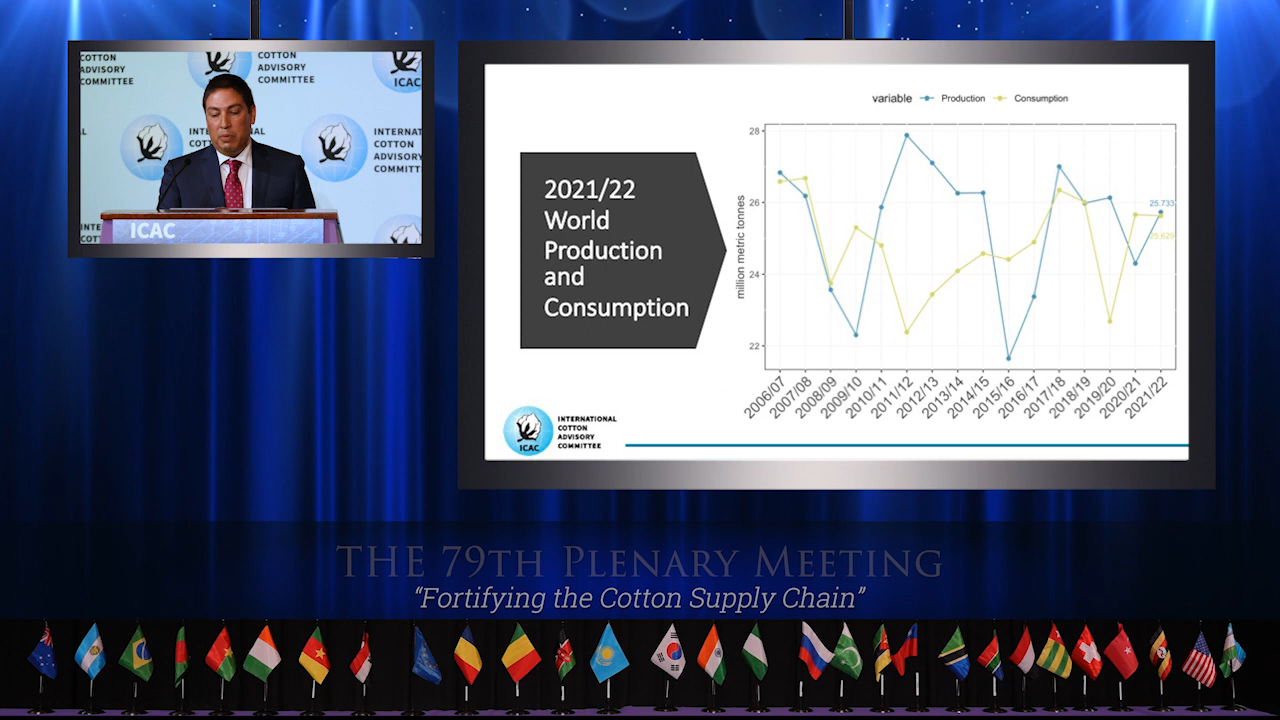 COTTON
ADVISORY
COMMITTEE
COTTON
ADVISORY
COMMITTEE
ICAC
INTERNATIONAL
COTTON
ADVISORY
ICAC
variable Production Consumption
28
26
24
22
million metric tonnes
25.733
25.629
2006/07
2007/08
2008/09
2009/10
2010/11
2011/12
2012/13
2013/14
2014/15
2015/16
2016/17
2017/18
2018/19
2019/20
2020/21
2021/22
2021/22
World
Production
and
Consumption
INTERNATIONAL
COTTON
ADVISORY
COMMITTEE
ICAC
THE 79TH PLENARY MEETING
“Fortifying the Cotton Supply Chain”